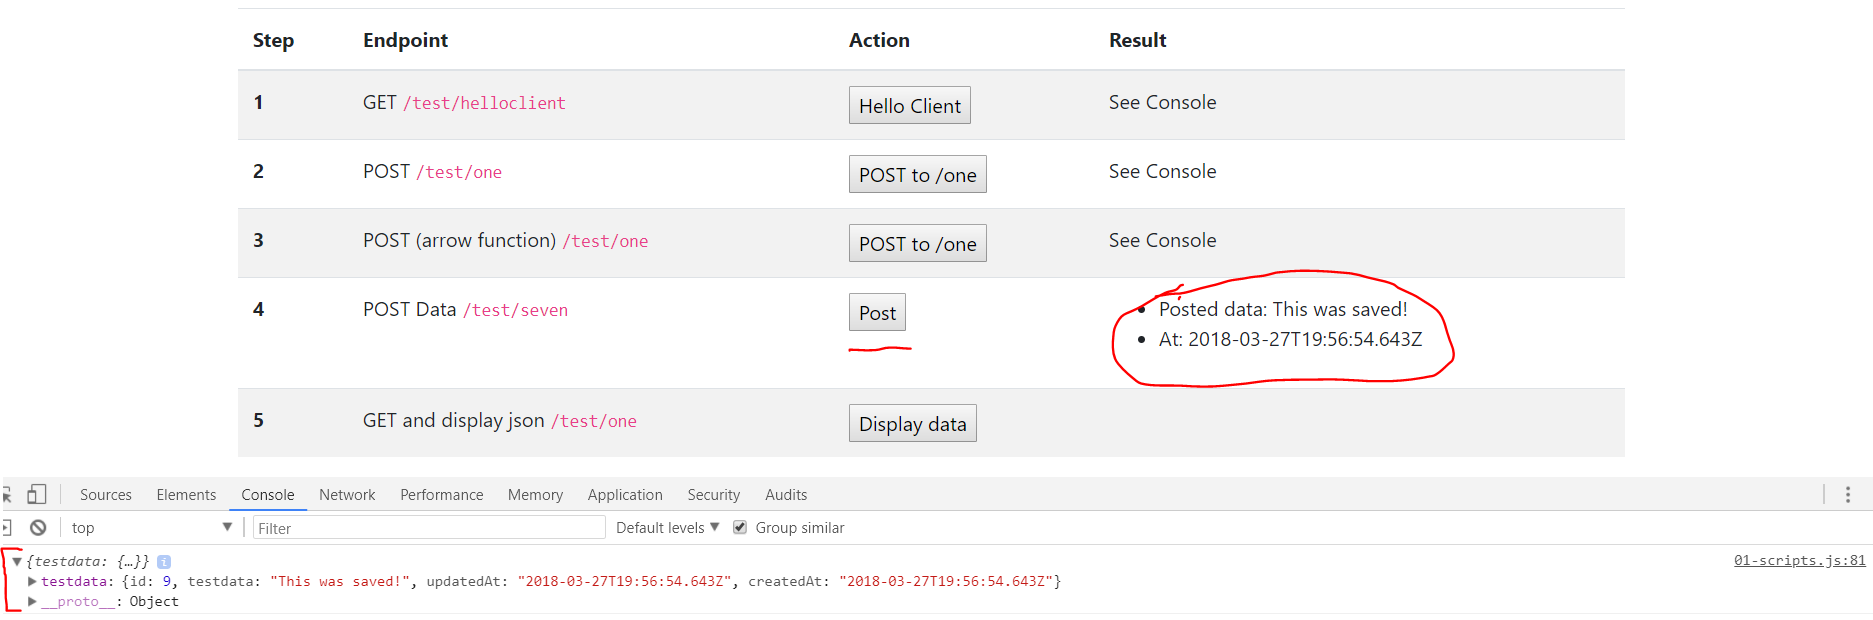 Step Endpoint Action Result
1 GET /test/helloclient Hello Client See Console
2 POST /test/one POST to /one See Console
3 POST (arrow function) /test/one POST to /one See Console
4 POST Data /test/seven Post • Posted data: This was saved!
• At: 2018-03-27T19:56:54.643Z
5 GET and display json /test/one Display data
Sources Elements Console Network Performance Memory Application Security Audits
top Filter Default levels Group similar
{testdata: {…}} i 01-scripts.js:81
testdata: {id: 9, testdata: "This was saved!", updatedAt: "2018-03-27T19:56:54.643Z", createdAt: "2018-03-27T19:56:54.643Z"}
__proto__: Object